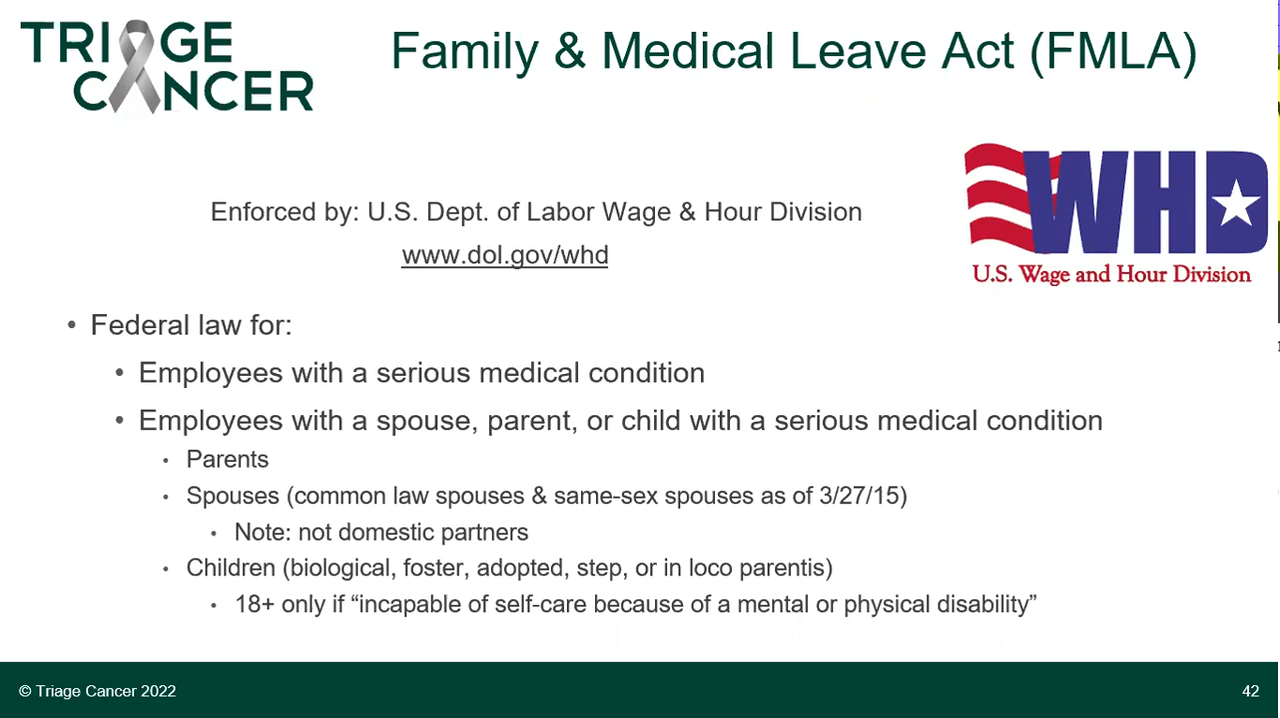 TRIAGE
CANCER
Family & Medical Leave Act (FMLA)
WHD
U.S. Wage and Hour Division
Enforced by: U.S. Dept. of Labor Wage & Hour Division
www.dol.gov/whd
• Federal law for:
• Employees with a serious medical condition
• Employees with a spouse, parent, or child with a serious medical condition
• Parents
• Spouses (common law spouses & same-sex spouses as of 3/27/15)
• Note: not domestic partners
• Children (biological, foster, adopted, step, or in loco parentis)
• 18+ only if “incapable of self-care because of a mental or physical disability”
© Triage Cancer 2022
42